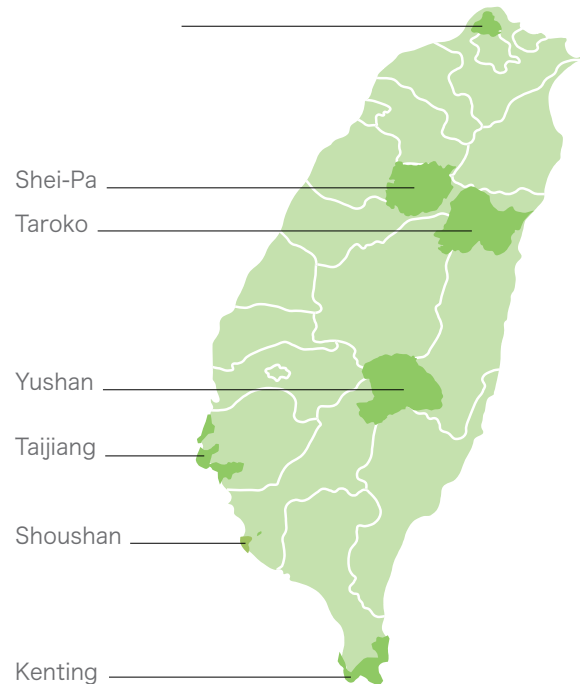 Shei-Pa
Taroko
Yushan
Taijiang
Shoushan
Kenting